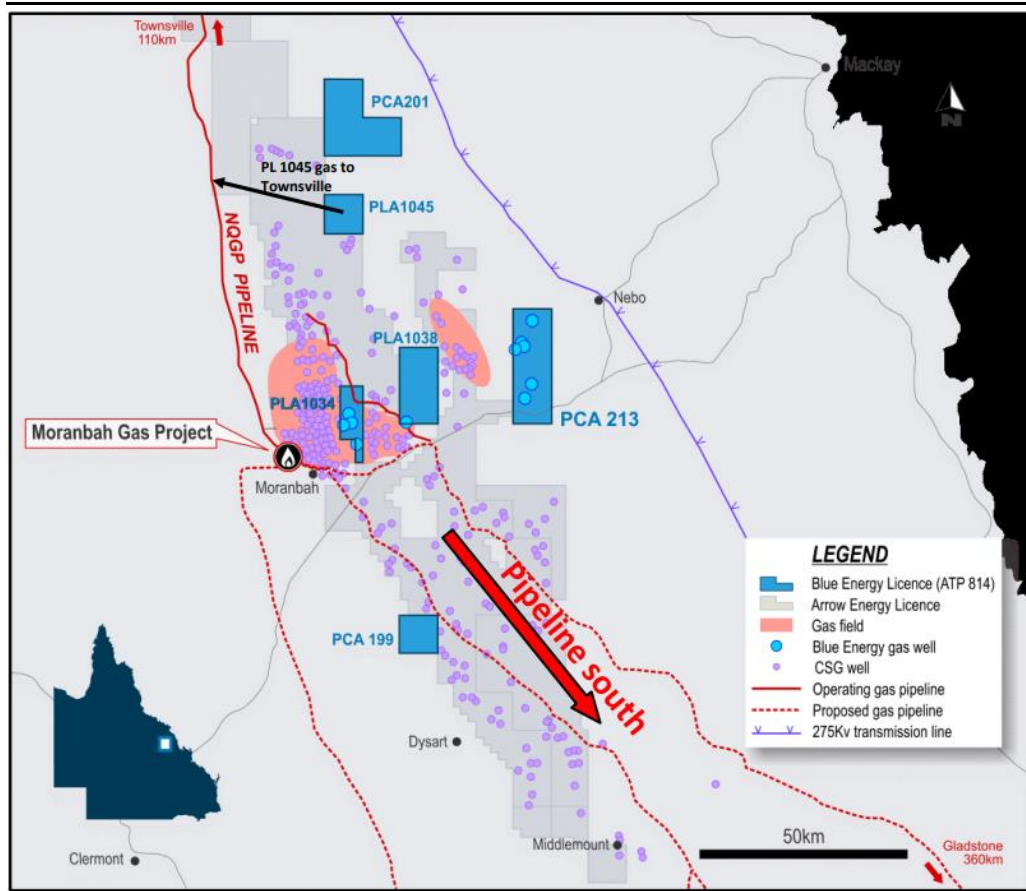 Townsville
110km
Mackay
N
PCA201
PL 1045 gas to
Townsville
PLA1045
NQGP PIPELINE
Nebo
PLA1038
PLA1034
PCA 213
Moranbah Gas Project
Moranbah
Pipeline south
PCA 199
Dysart
Middlemount
Clermont
50km
Gladstone
360km
LEGEND
Blue Energy Licence (ATP 814)
Arrow Energy Licence
Gas field
Blue Energy gas well
CSG well
Operating gas pipeline
Proposed gas pipeline
275Kv transmission line